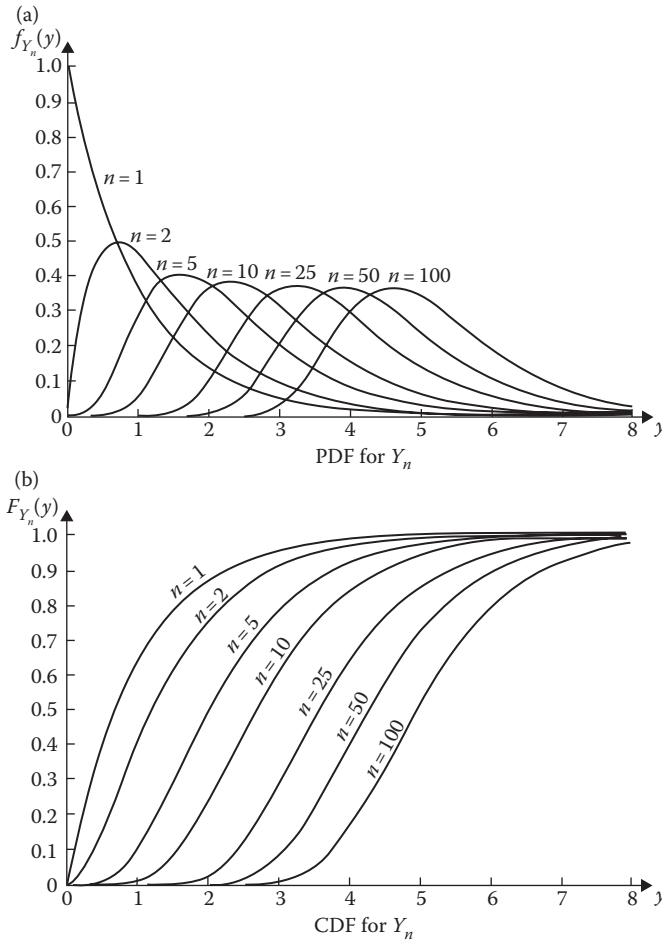 (a)
f_{Y_n}(y)
1.0
0.9
0.8
0.7
0.6
0.5
0.4
0.3
0.2
0.1
0
n = 1
n = 2
n = 5
n = 10
n = 25
n = 50
n = 100
0 1 2 3 4 5 6 7 8 y
PDF for Y_n
(b)
F_{Y_n}(y)
1.0
0.9
0.8
0.7
0.6
0.5
0.4
0.3
0.2
0.1
0
n = 1
n = 2
n = 5
n = 10
n = 25
n = 50
n = 100
0 1 2 3 4 5 6 7 8 y
CDF for Y_n